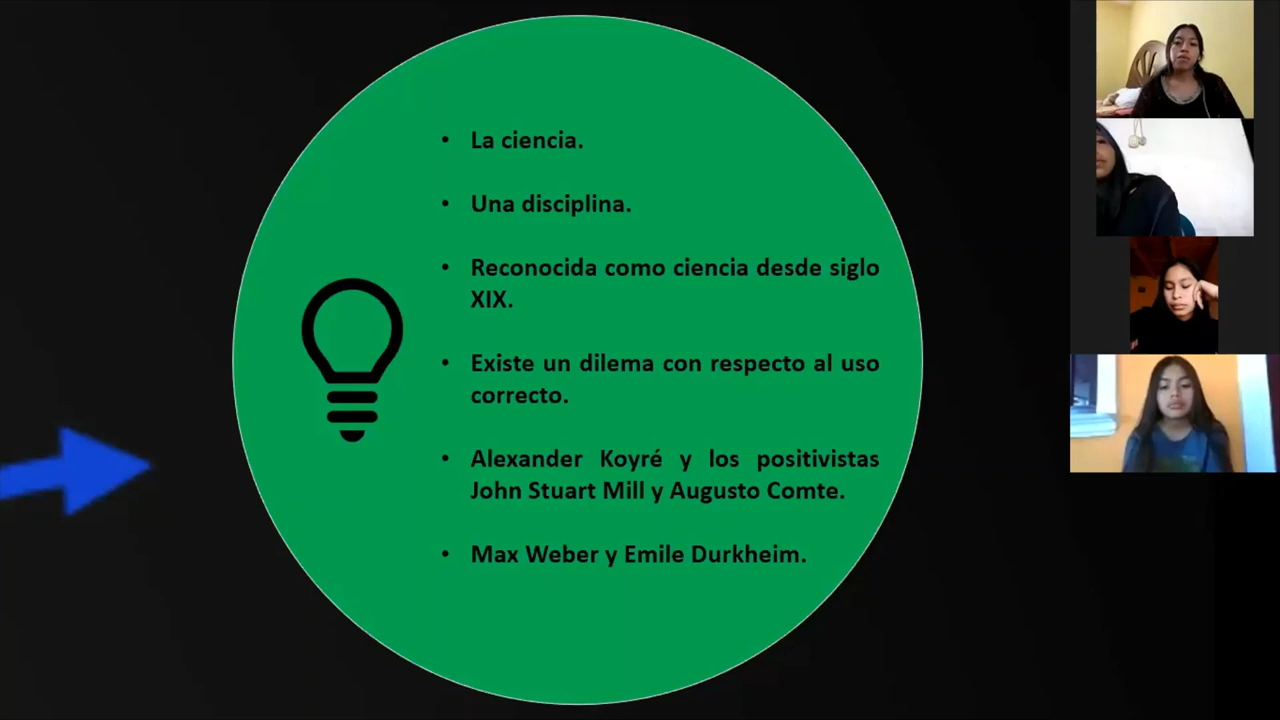 La ciencia.
Una disciplina.
Reconocida como ciencia desde siglo
XIX.
Existe un dilema con respecto al uso
correcto.
Alexander Koyré y los positivistas
John Stuart Mill y Augusto Comte.
Max Weber y Emile Durkheim.